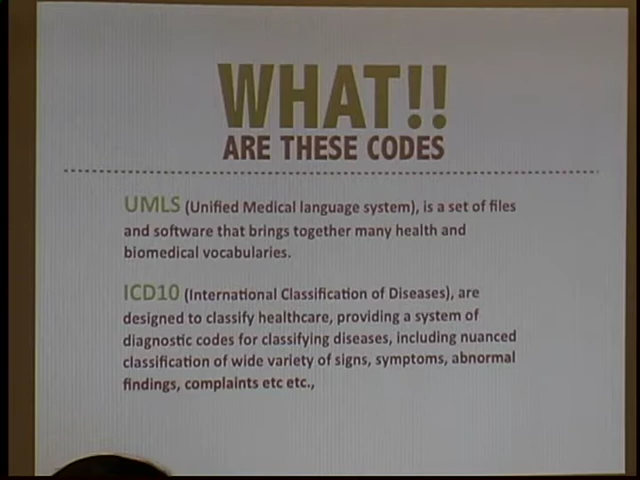 WHAT!!
ARE THESE CODES
UMLS (Unified Medical language system), is a set of files
and software that brings together many health and
biomedical vocabularies.
ICD10 (International Classification of Diseases), are
designed to classify healthcare, providing a system of
diagnostic codes for classifying diseases, including nuanced
classification of wide variety of signs, symptoms, abnormal
findings, complaints etc etc.,